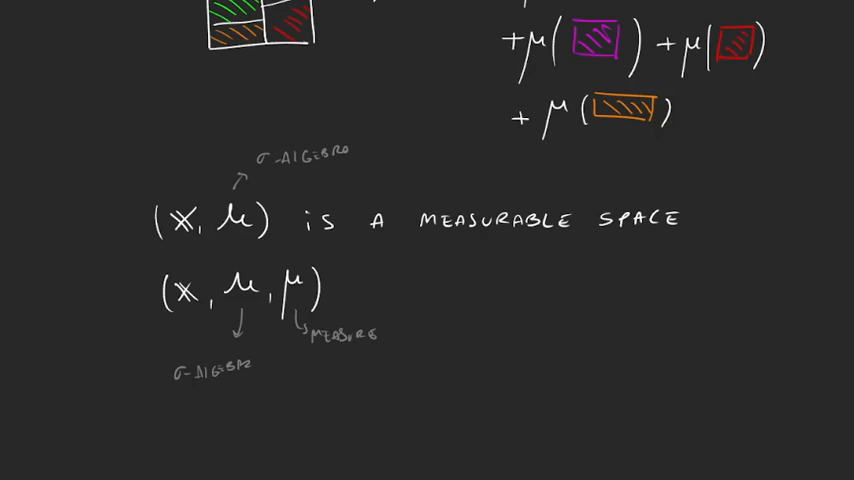 +μ( ) + μ( )
+ μ( )
σ-ALGEBRA
(𝕏, ℳ) is A MEASURABLE SPACE
(𝕏, ℳ, μ)
MEASURE
σ-ALGEBRA